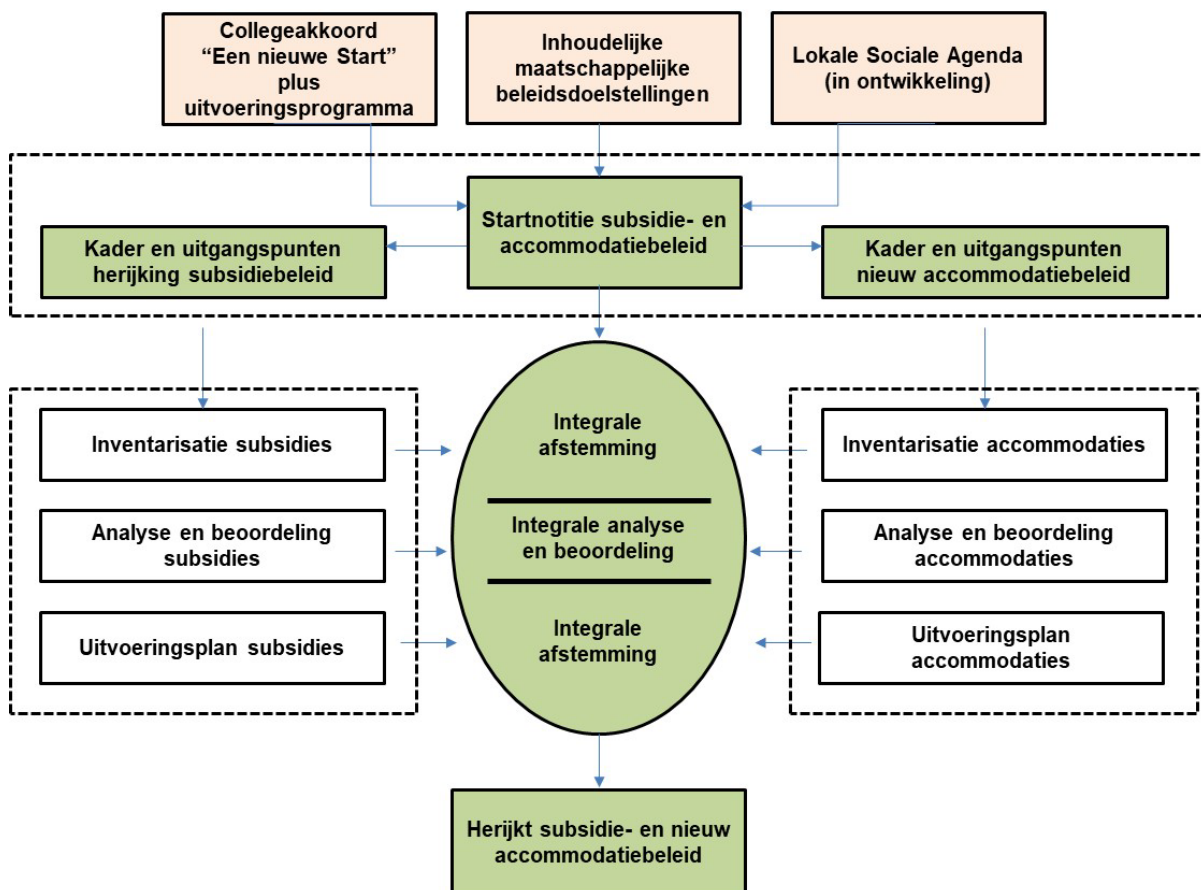 Collegeakkoord
“Een nieuwe Start”
plus
uitvoeringsprogramma
Inhoudelijke
maatschappelijke
beleidsdoelstellingen
Lokale Sociale Agenda
(in ontwikkeling)
Startnotitie subsidie- en
accommodatiebeleid
Kader en uitgangspunten
herijking subsidiebeleid
Kader en uitgangspunten
nieuw accommodatiebeleid
Inventarisatie subsidies
Analyse en beoordeling
subsidies
Uitvoeringsplan subsidies
Integrale
afstemming
Integrale analyse
en beoordeling
Integrale
afstemming
Inventarisatie accommodaties
Analyse en beoordeling
accommodaties
Uitvoeringsplan
accommodaties
Herijkt subsidie- en nieuw
accommodatiebeleid